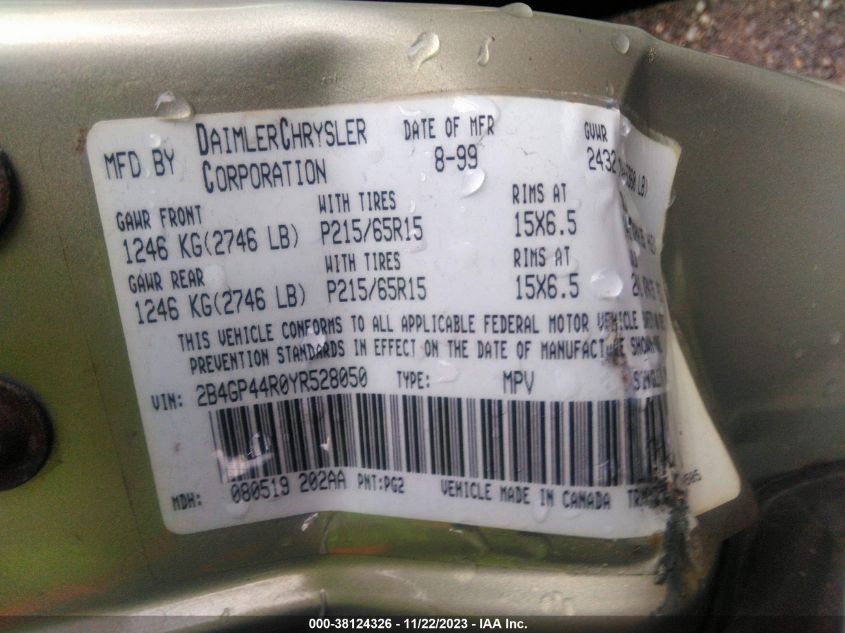 MFD BY DAIMLERCHRYSLER CORPORATION DATE OF MFR 8-99 GVWR 2432
GAWR FRONT WITH TIRES RIMS AT
1246 KG(2746 LB) P215/65R15 15X6.5
GAWR REAR WITH TIRES RIMS AT
1246 KG(2746 LB) P215/65R15 15X6.5
THIS VEHICLE CONFORMS TO ALL APPLICABLE FEDERAL MOTOR VEHICLE
PREVENTION STANDARDS IN EFFECT ON THE DATE OF MANUFACTURE SHOWN
VIN: 2B4GP44R0YR528050 TYPE: MPV
MDH: 080519 202AA PNT:PG2 VEHICLE MADE IN CANADA
000-38124326 - 11/22/2023 - IAA Inc.